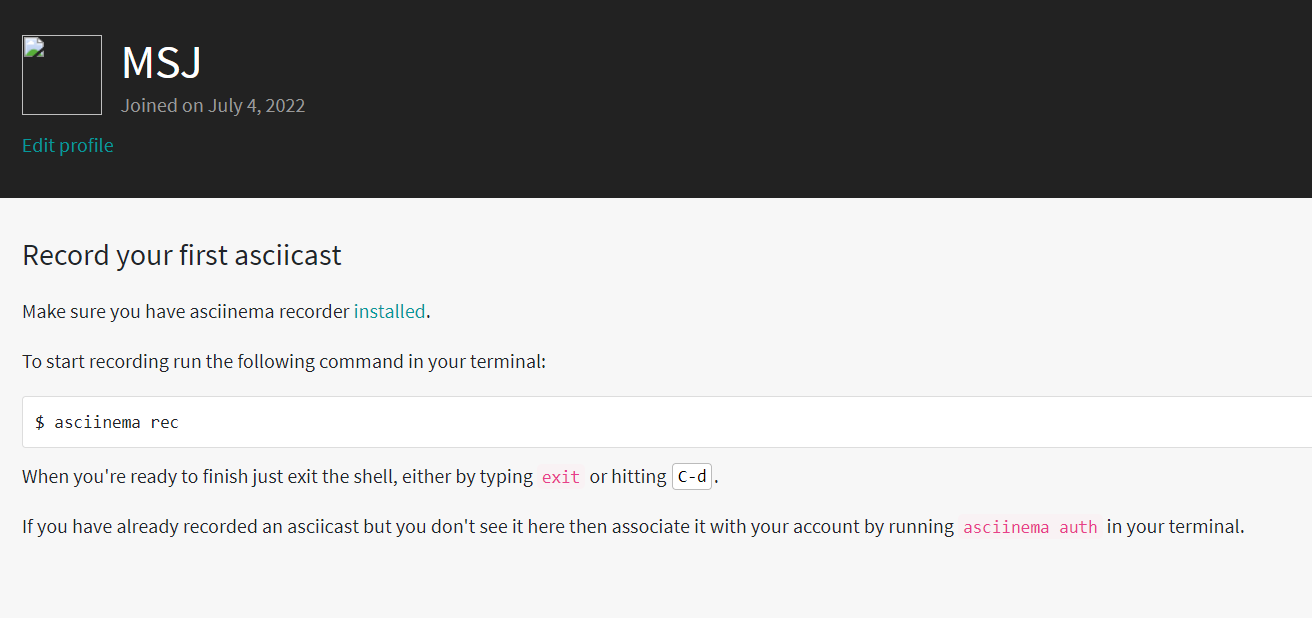 MSJ
Joined on July 4, 2022
Edit profile
Record your first asciicast
Make sure you have asciinema recorder installed.
To start recording run the following command in your terminal:
$ asciinema rec
When you're ready to finish just exit the shell, either by typing exit or hitting C-d.
If you have already recorded an asciicast but you don't see it here then associate it with your account by running asciinema auth in your terminal.